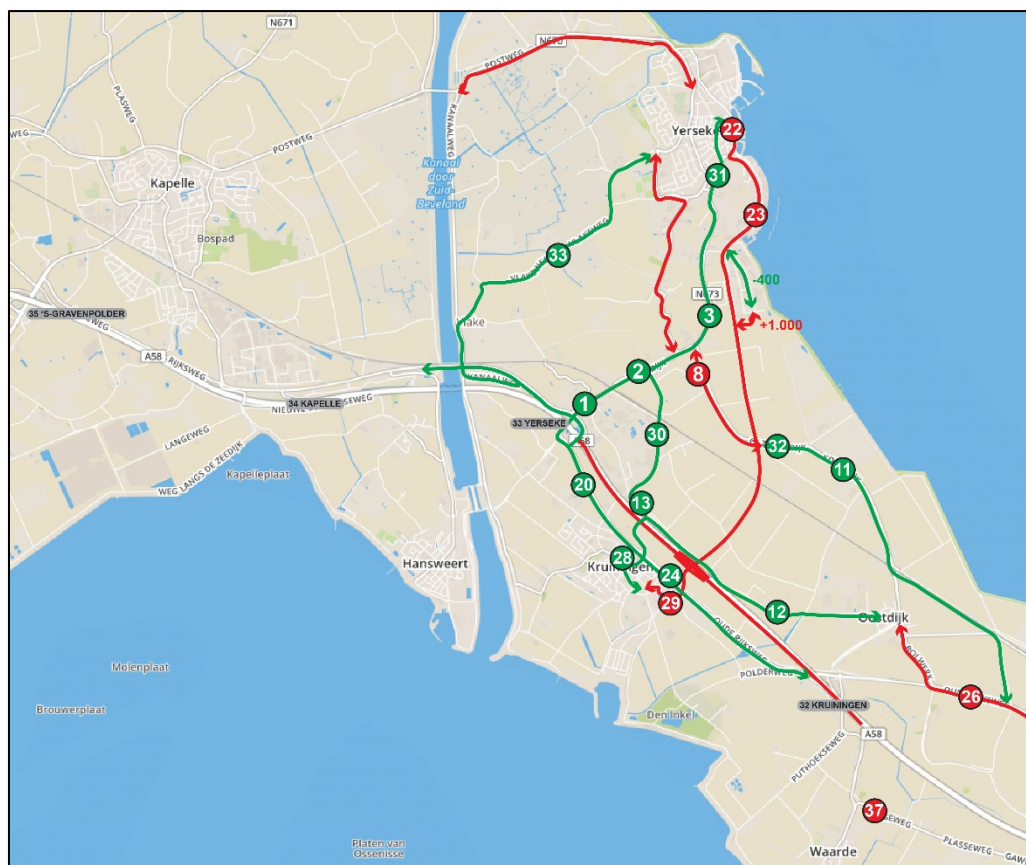 N671
N670
POSTWEG
PLASWEG
KANAALWEG
22
Yerseke
POSTWEG
31
Kanaal
door
Zuid-
Beveland
Kapelle
23
Bospad
33
-400
N673
35 'S-GRAVENPOLDER
3
+1.000
Vlake
A58
RIJKSWEG
2
8
34 KAPELLE
1
33 YERSEKE
30
32
LANGEWEG
11
WEG LANGS DE ZEEDIJK
Kapelleplaat
20
13
Hansweert
28
24
29
12
Oostdijk
OUDE RIJKSWEG
Molenplaat
POLDERWEG
BOLWERK
26
Brouwerplaat
32 KRUININGEN
Den Inkel
A58
PUTHOEKSEWEG
37
PLASSEWEG
Platen van
Ossenisse
Waarde